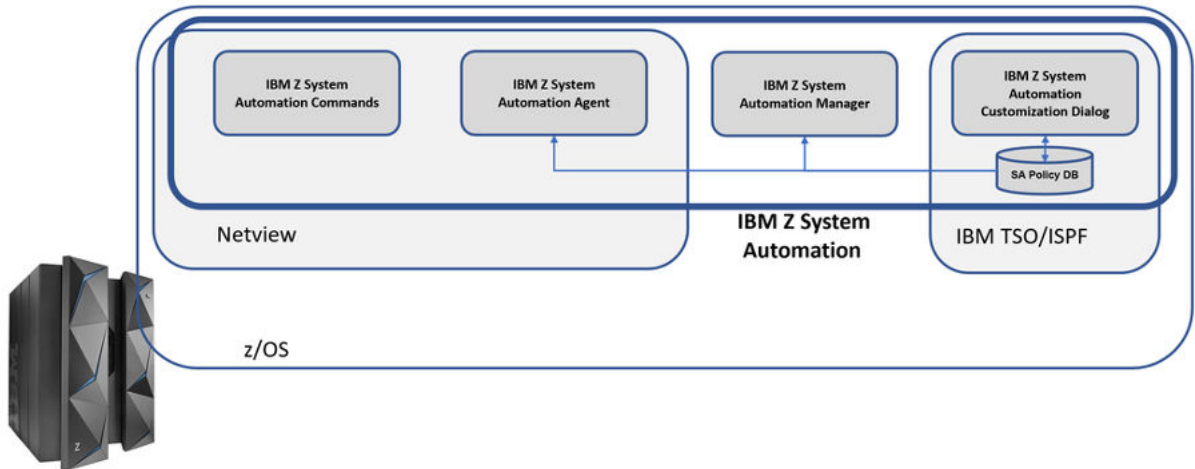 IBM Z System
Automation Commands
IBM Z System
Automation Agent
IBM Z System
Automation Manager
IBM Z System
Automation
Customization Dialog
SA Policy DB
Netview
IBM Z System
Automation
IBM TSO/ISPF
z/OS
Z